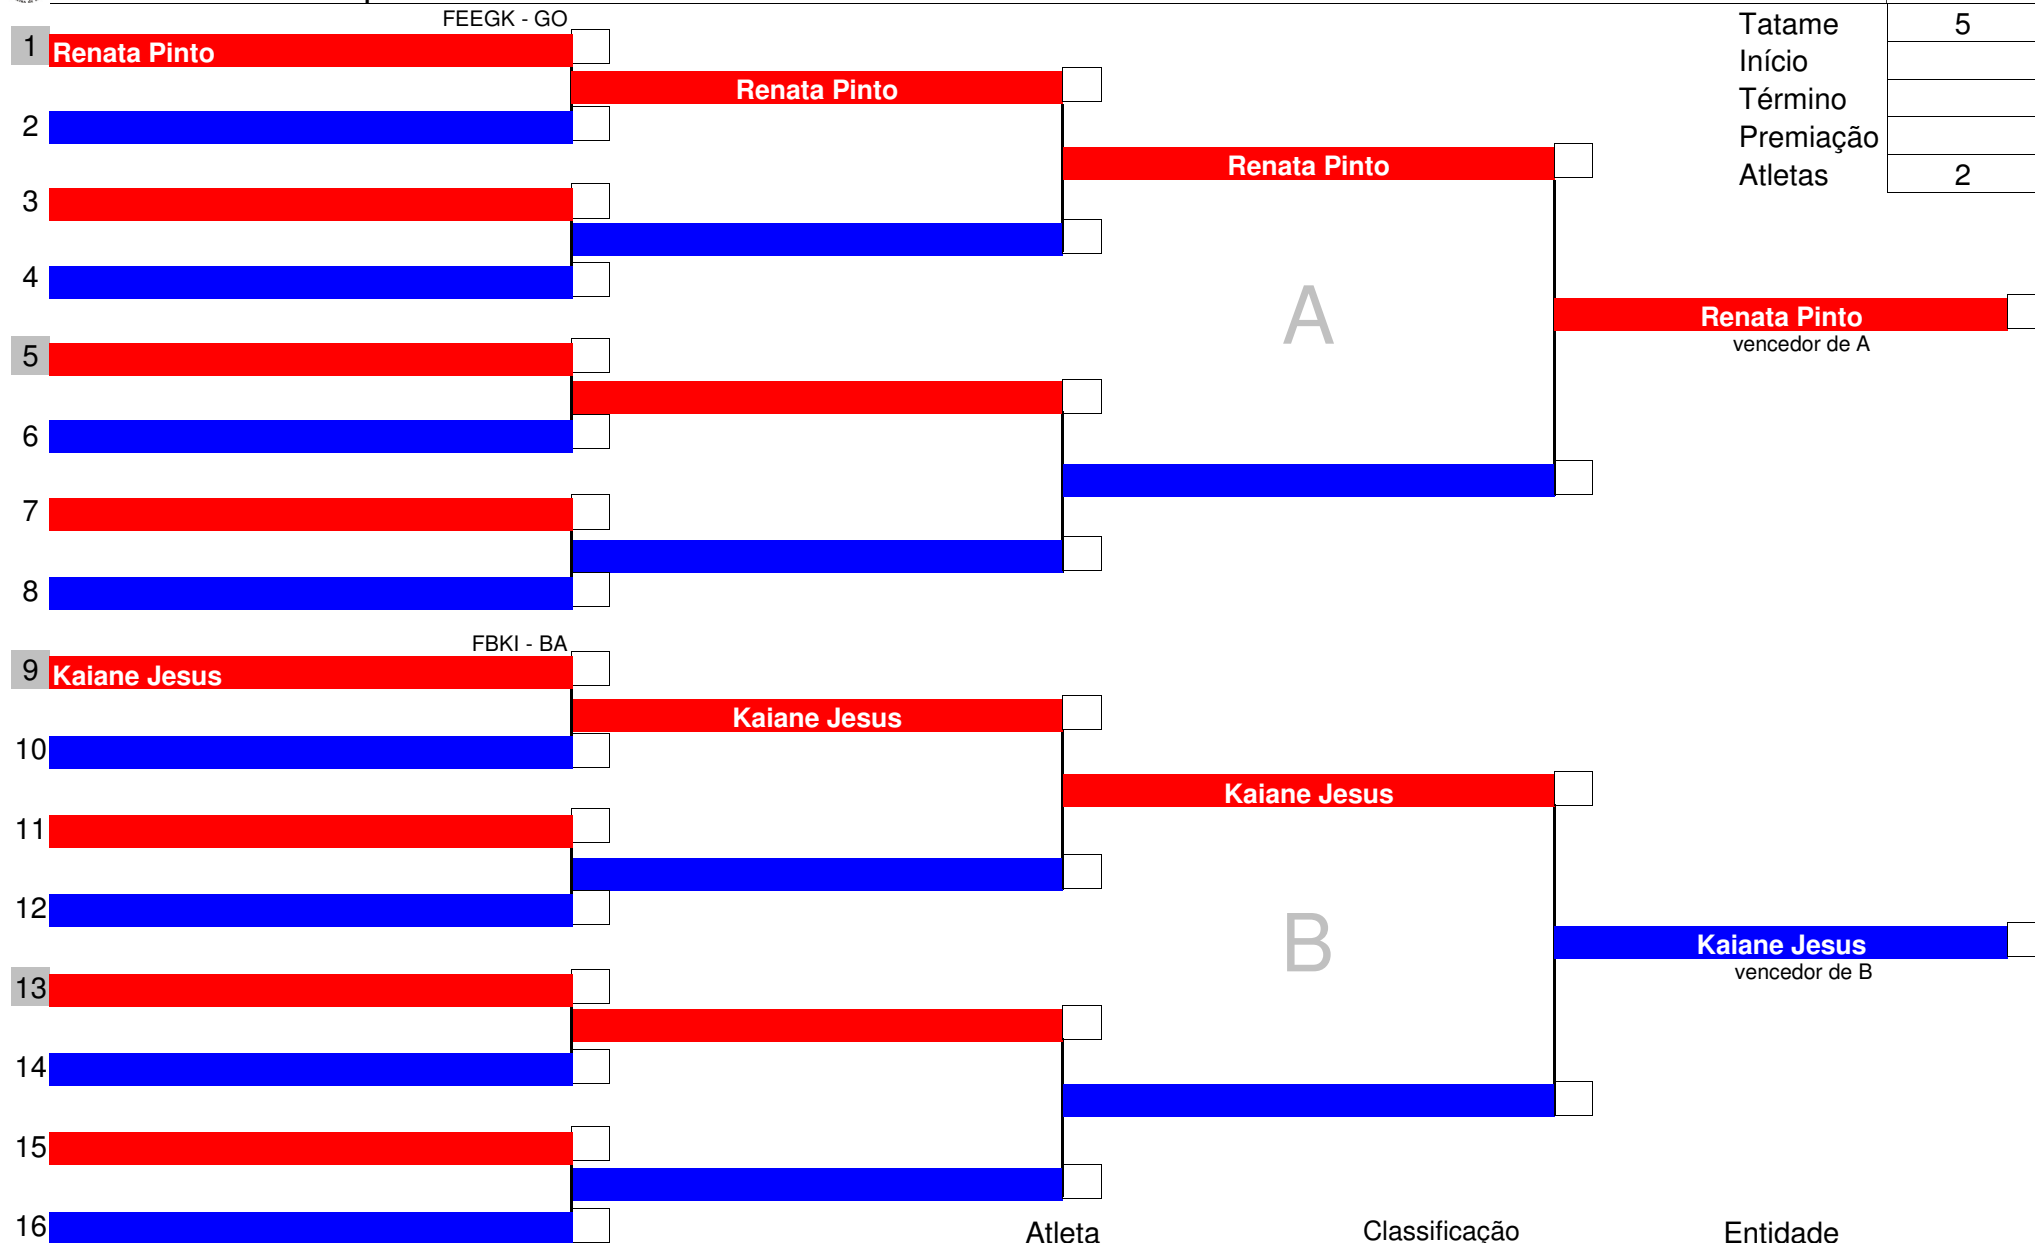 FEEGK - GO
Tatame 5
1 Renata Pinto
Início
Renata Pinto
Término
2
Premiação
Renata Pinto
Atletas 2
3
4
A
Renata Pinto
vencedor de A
5
6
7
8
FBKI - BA
9 Kaiane Jesus
Kaiane Jesus
10
Kaiane Jesus
11
12
B
Kaiane Jesus
vencedor de B
13
14
15
16
Atleta Classificação Entidade